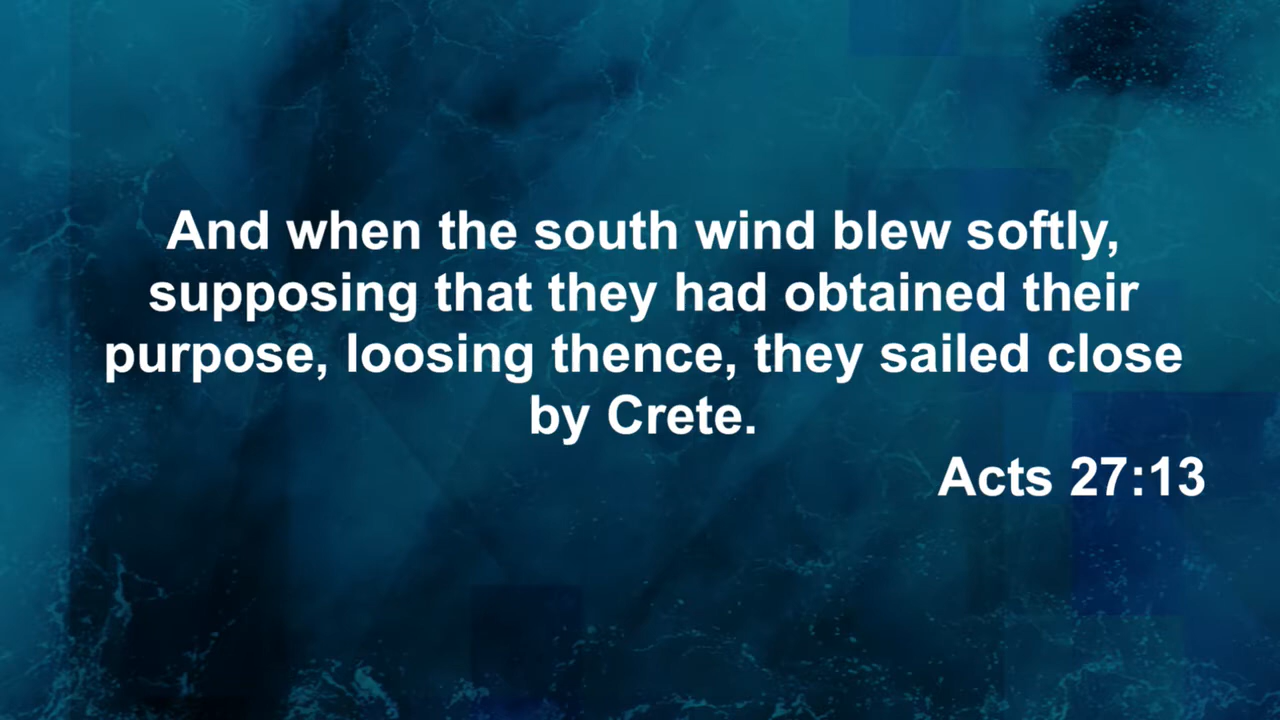 And when the south wind blew softly,
supposing that they had obtained their
purpose, loosing thence, they sailed close
by Crete.
Acts 27:13